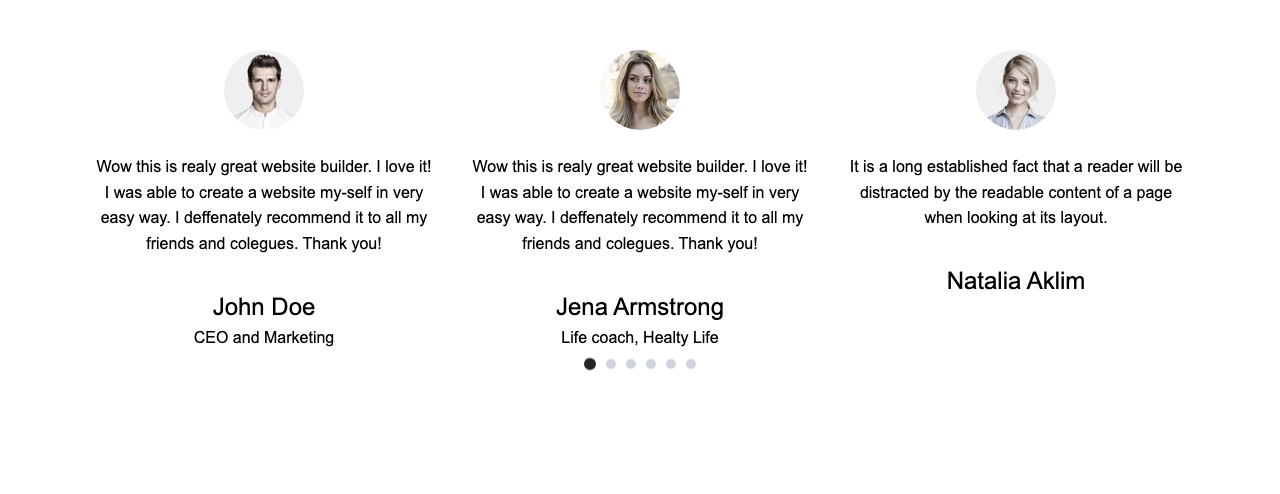 Wow this is realy great website builder. I love it!
I was able to create a website my-self in very
easy way. I deffenately recommend it to all my
friends and colegues. Thank you!
John Doe
CEO and Marketing
Wow this is realy great website builder. I love it!
I was able to create a website my-self in very
easy way. I deffenately recommend it to all my
friends and colegues. Thank you!
Jena Armstrong
Life coach, Healty Life
It is a long established fact that a reader will be
distracted by the readable content of a page
when looking at its layout.
Natalia Aklim